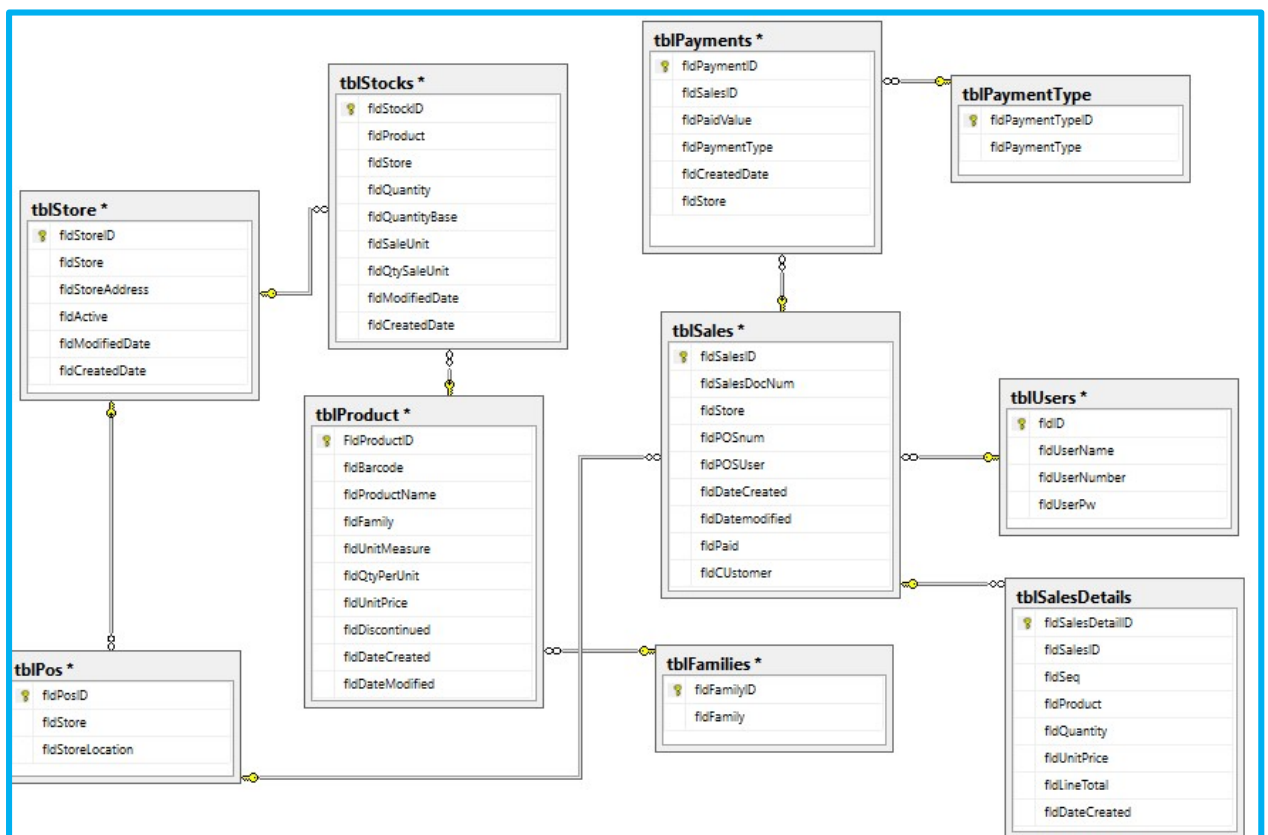 tblPayments *
fldPaymentID
fldSalesID
fldPaidValue
fldPaymentType
fldCreatedDate
fldStore
tblPaymentType
fldPaymentTypeID
fldPaymentType
tblStocks *
fldStockID
fldProduct
fldStore
fldQuantity
fldQuantityBase
fldSaleUnit
fldQtySaleUnit
fldModifiedDate
fldCreatedDate
tblStore *
fldStoreID
fldStore
fldStoreAddress
fldActive
fldModifiedDate
fldCreatedDate
tblSales *
fldSalesID
fldSalesDocNum
fldStore
fldPOSnum
fldPOSUser
fldDateCreated
fldDatemodified
fldPaid
fldCUstomer
tblUsers *
fldID
fldUserName
fldUserNumber
fldUserPw
tblProduct *
FldProductID
fldBarcode
fldProductName
fldFamily
fldUnitMeasure
fldQtyPerUnit
fldUnitPrice
fldDiscontinued
fldDateCreated
fldDateModified
tblSalesDetails
fldSalesDetailID
fldSalesID
fldSeq
fldProduct
fldQuantity
fldUnitPrice
fldLineTotal
fldDateCreated
tblFamilies *
fldFamilyID
fldFamily
tblPos *
fldPosID
fldStore
fldStoreLocation